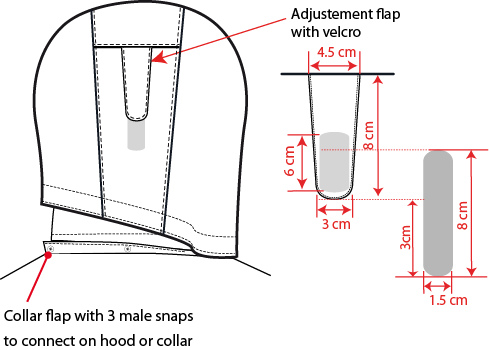 Adjustement flap
with velcro
4.5 cm
8 cm
6 cm
3 cm
3cm
8 cm
1.5 cm
Collar flap with 3 male snaps
to connect on hood or collar